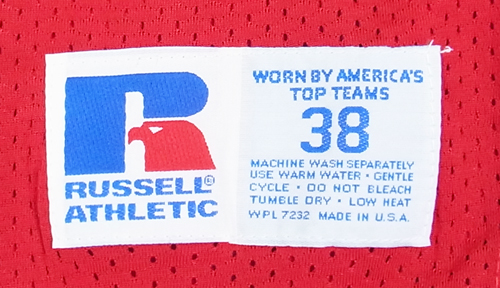 RUSSELL®
ATHLETIC
WORN BY AMERICA'S
TOP TEAMS
38
MACHINE WASH SEPARATELY
USE WARM WATER • GENTLE
CYCLE • DO NOT BLEACH
TUMBLE DRY • LOW HEAT
WPL 7232 MADE IN U.S.A.